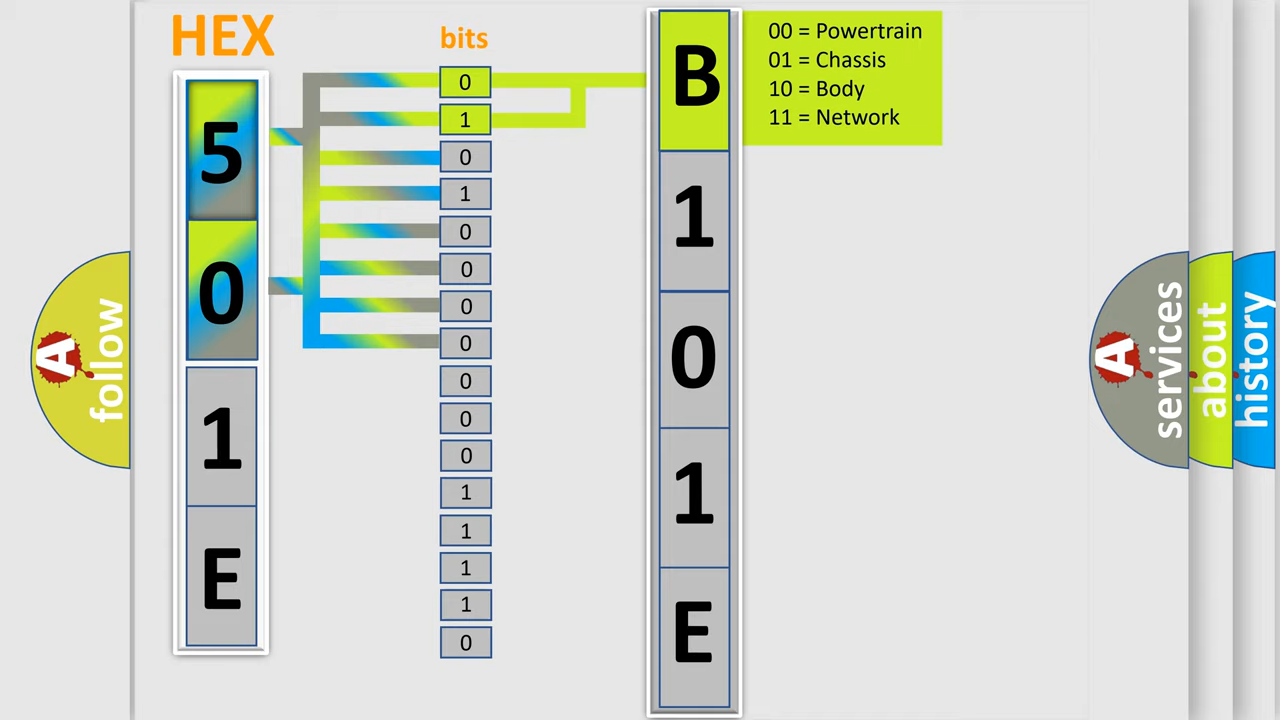 HEX
bits
5
0
1
E
0
1
0
1
0
0
0
0
0
0
0
1
1
1
1
0
B
1
0
1
E
00 = Powertrain
01 = Chassis
10 = Body
11 = Network
A
follow
A
services
about
history